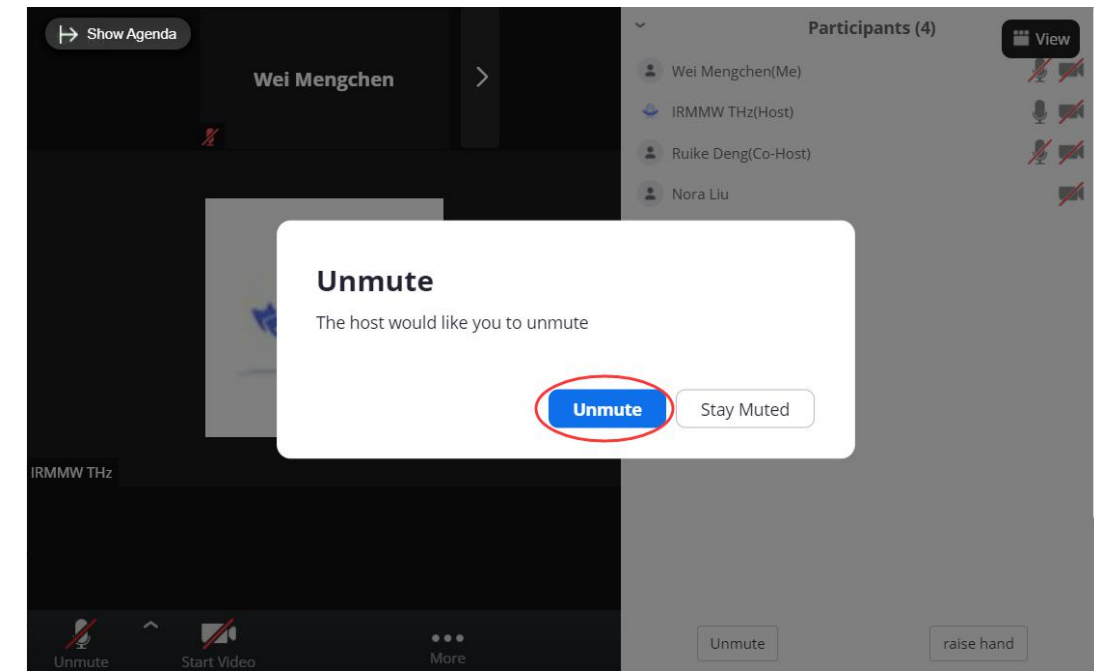 Show Agenda
Wei Mengchen
Participants (4)
View
Wei Mengchen(Me)
IRMMW THz(Host)
Ruike Deng(Co-Host)
Nora Liu
Unmute
The host would like you to unmute
Unmute
Stay Muted
IRMMW THz
Unmute
Start Video
More
Unmute
raise hand